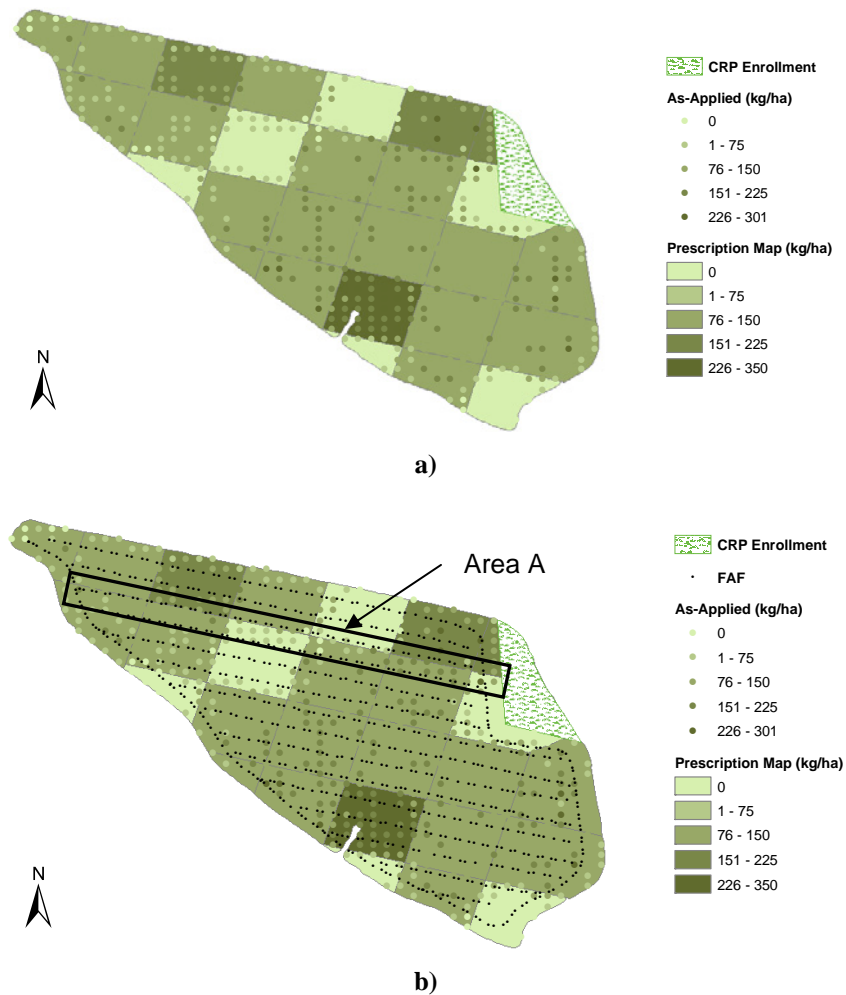 CRP Enrollment
As-Applied (kg/ha)
0
1 - 75
76 - 150
151 - 225
226 - 301
Prescription Map (kg/ha)
0
1 - 75
76 - 150
151 - 225
226 - 350
N
a)
Area A
CRP Enrollment
FAF
As-Applied (kg/ha)
0
1 - 75
76 - 150
151 - 225
226 - 301
Prescription Map (kg/ha)
0
1 - 75
76 - 150
151 - 225
226 - 350
N
b)